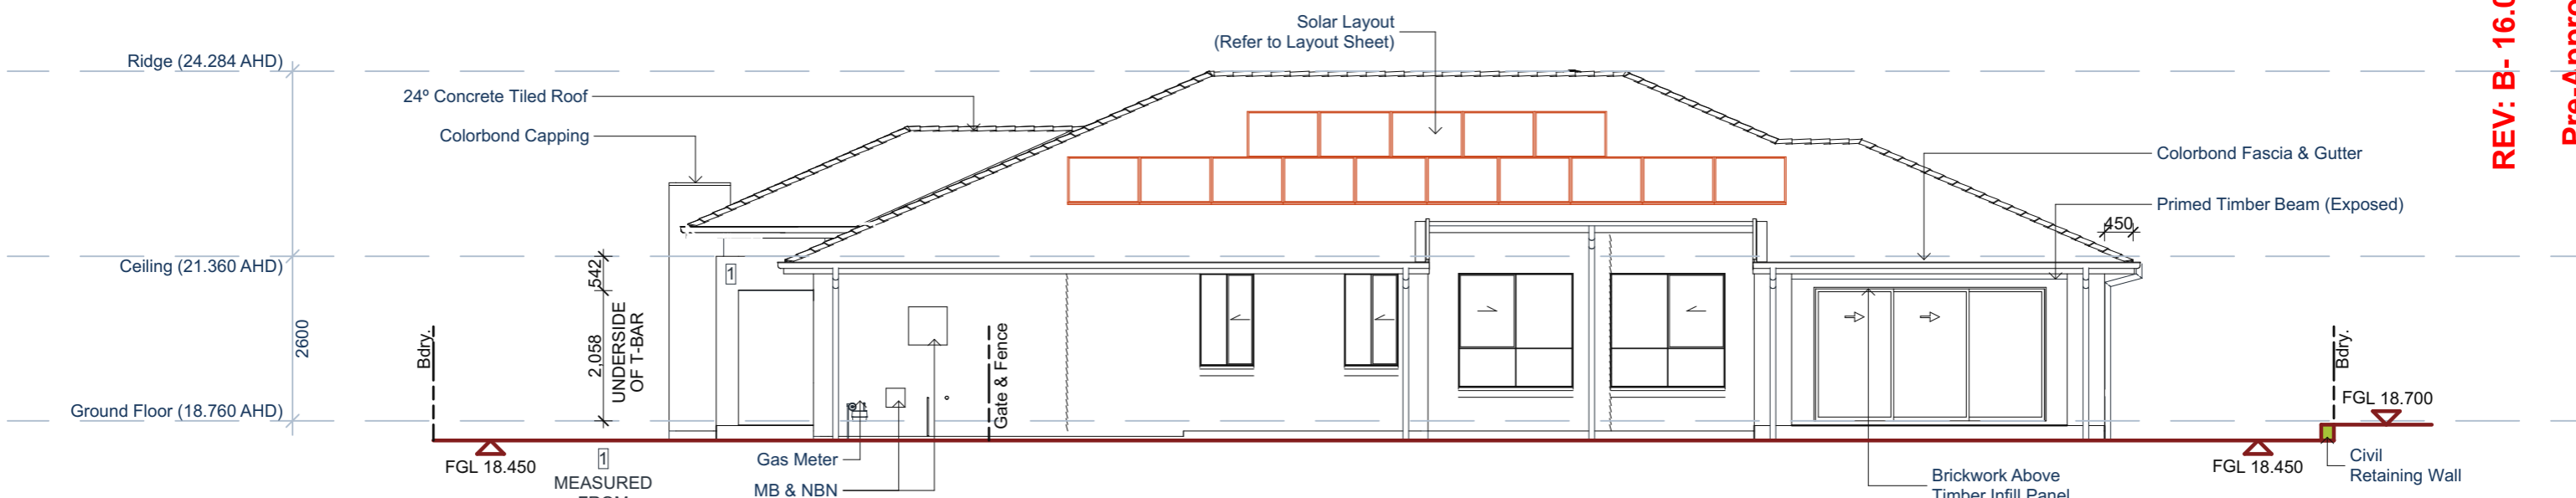 Solar Layout
(Refer to Layout Sheet)
Ridge (24.284 AHD)
24º Concrete Tiled Roof
Colorbond Capping
Colorbond Fascia & Gutter
Primed Timber Beam (Exposed)
450
Ceiling (21.360 AHD)
542
1
2600
2,058
UNDERSIDE
OF T-BAR
Bdry.
Gate & Fence
Bdry.
Ground Floor (18.760 AHD)
FGL 18.700
FGL 18.450
1
MEASURED
FROM
Gas Meter
MB & NBN
FGL 18.450
Civil
Retaining Wall
Brickwork Above
Timber Infill Panel
REV: B- 16.0
Pre-Appro